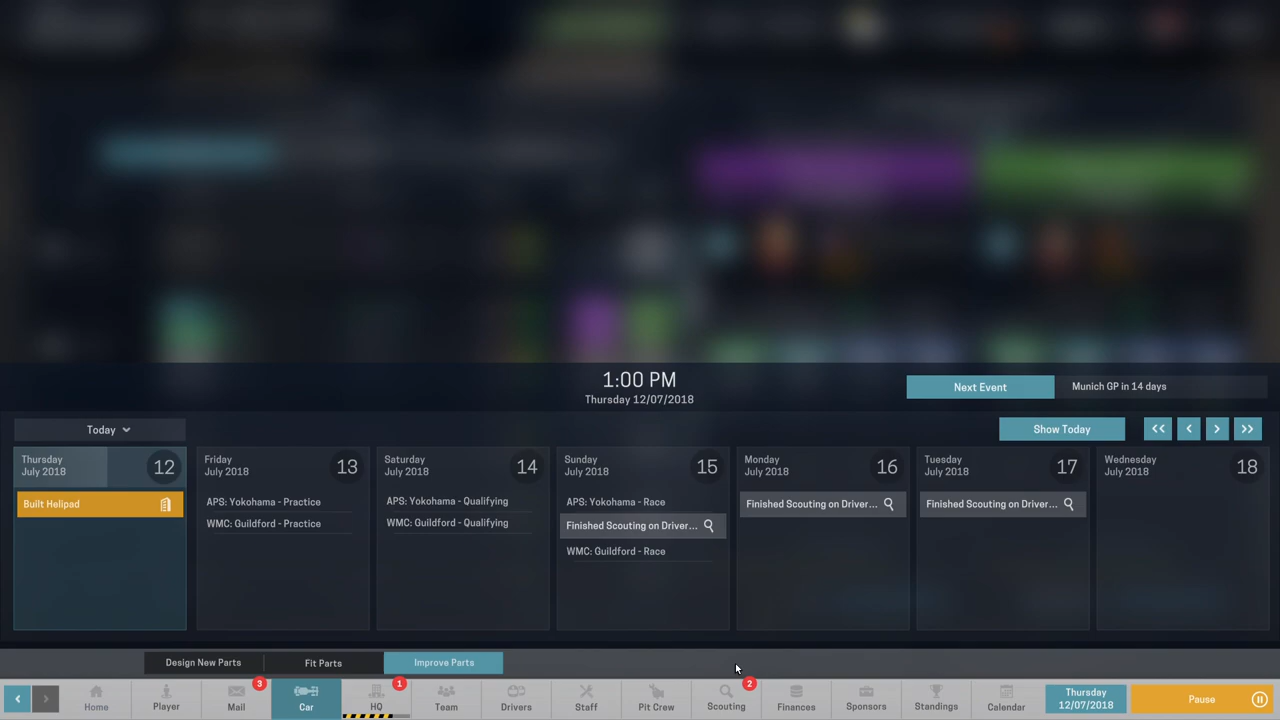 1:00 PM
Thursday 12/07/2018
Next Event
Munich GP in 14 days
Today
Show Today
<< < > >>
Thursday
July 2018
12
Built Helipad
Friday
July 2018
13
APS: Yokohama - Practice
WMC: Guildford - Practice
Saturday
July 2018
14
APS: Yokohama - Qualifying
WMC: Guildford - Qualifying
Sunday
July 2018
15
APS: Yokohama - Race
Finished Scouting on Driver...
WMC: Guildford - Race
Monday
July 2018
16
Finished Scouting on Driver...
Tuesday
July 2018
17
Finished Scouting on Driver...
Wednesday
July 2018
18
Design New Parts
Fit Parts
Improve Parts
Home
Player
3
Mail
Car
1
HQ
Team
Drivers
Staff
Pit Crew
2
Scouting
Finances
Sponsors
Standings
Calendar
Thursday
12/07/2018
Pause